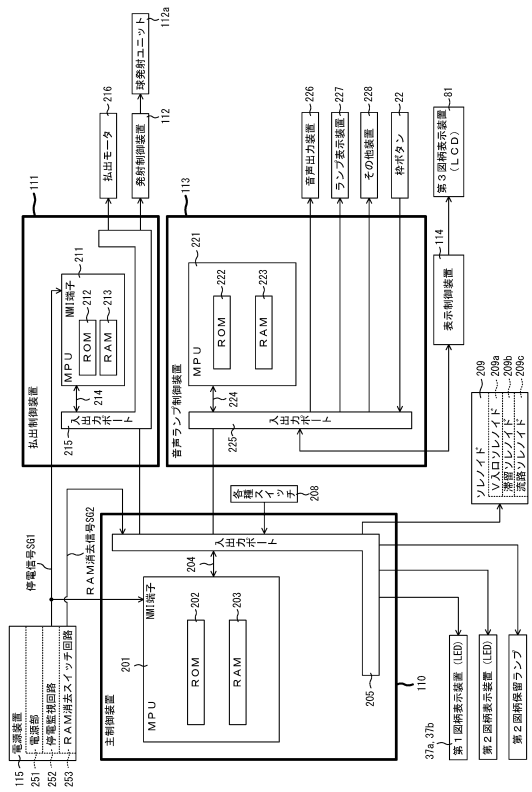 115
電源装置
251
電源部
252
停電監視回路
253
RAM消去スイッチ回路
停電信号SG1
RAM消去信号SG2
払出制御装置
111
215
入出力ポート
214
MPU
NMI端子
211
ROM
212
RAM
213
払出モータ
216
発射制御装置
112
球発射ユニット
112a
音声ランプ制御装置
113
225
入出力ポート
224
MPU
221
ROM
222
RAM
223
音声出力装置
226
ランプ表示装置
227
その他装置
228
枠ボタン
22
表示制御装置
114
第3図柄表示装置
(LCD)
81
主制御装置
110
201
MPU
NMI端子
ROM
202
RAM
203
204
205
入出力ポート
各種スイッチ
208
ソレノイド
209
V入口ソレノイド
209a
滞留ソレノイド
209b
流路ソレノイド
209c
37a, 37b
第1図柄表示装置(LED)
第2図柄表示装置(LED)
第2図柄保留ランプ